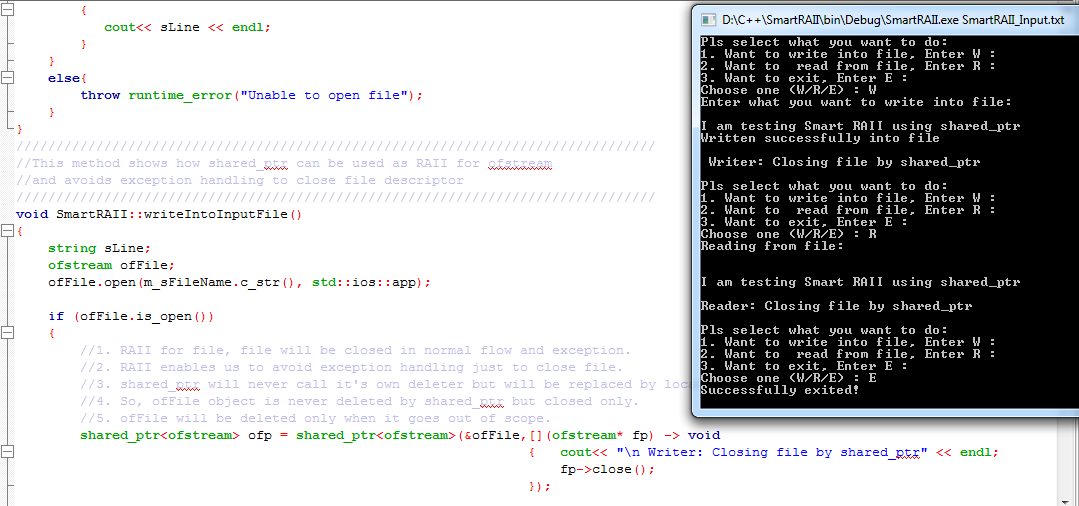 {
cout<< sLine << endl;
}
}
else{
throw runtime_error("Unable to open file");
}
}
////////////////////////////////////////////////////////////////////////////////
//This method shows how shared_ptr can be used as RAII for ofstream
//and avoids exception handling to close file descriptor
////////////////////////////////////////////////////////////////////////////////
void SmartRAII::writeIntoInputFile()
{
string sLine;
ofstream ofFile;
ofFile.open(m_sFileName.c_str(), std::ios::app);
if (ofFile.is_open())
{
//1. RAII for file, file will be closed in normal flow and exception.
//2. RAII enables us to avoid exception handling just to close file.
//3. shared_ptr will never call it's own deleter but will be replaced by
//4. So, ofFile object is never deleted by shared_ptr but closed only.
//5. ofFile will be deleted only when it goes out of scope.
shared_ptr<ofstream> ofp = shared_ptr<ofstream>(&ofFile,[](ofstream* fp) -> void
{ cout<< "\n Writer: Closing file by shared_ptr" << endl;
fp->close();
});
D:\C++\SmartRAII\bin\Debug\SmartRAII.exe SmartRAII_Input.txt
Pls select what you want to do:
1. Want to write into file, Enter W :
2. Want to  read from file, Enter R :
3. Want to exit, Enter E :
Choose one (W/R/E) : W
Enter what you want to write into file:
I am testing Smart RAII using shared_ptr
Written successfully into file
Writer: Closing file by shared_ptr
Pls select what you want to do:
1. Want to write into file, Enter W :
2. Want to  read from file, Enter R :
3. Want to exit, Enter E :
Choose one (W/R/E) : R
Reading from file:
I am testing Smart RAII using shared_ptr
Reader: Closing file by shared_ptr
Pls select what you want to do:
1. Want to write into file, Enter W :
2. Want to  read from file, Enter R :
3. Want to exit, Enter E :
Choose one (W/R/E) : E
Successfully exited!